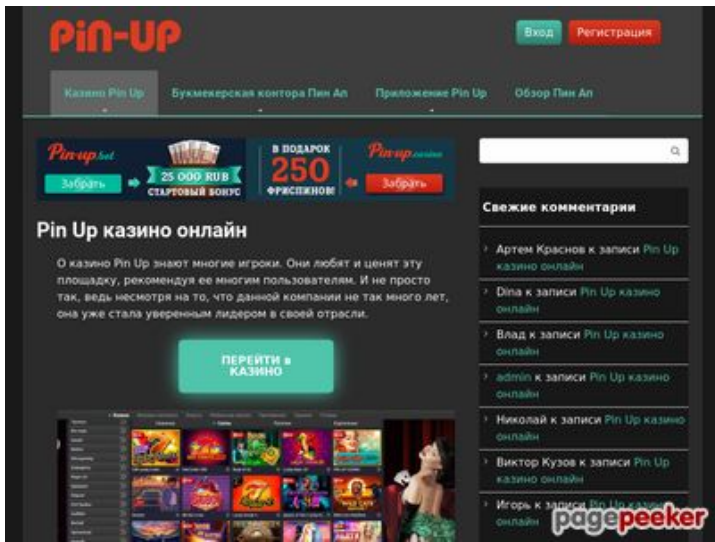 PiN-UP
Вход
Регистрация
Казино Pin Up
Букмекерская контора Пин Ап
Приложение Pin Up
Обзор Пин Ап
Pin-up.bet
Забрать
25 000 RUB
СТАРТОВЫЙ БОНУС
В ПОДАРОК
250
ФРИСПИНОВ!
Pin-up.casino
Забрать
Pin Up казино онлайн
О казино Pin Up знают многие игроки. Они любят и ценят эту
площадку, рекомендуя ее многим пользователям. И не просто
так, ведь несмотря на то, что данной компании не так много лет,
она уже стала уверенным лидером в своей отрасли.
ПЕРЕЙТИ в
КАЗИНО
Свежие комментарии
Артем Краснов к записи Pin Up
казино онлайн
Dina к записи Pin Up казино
онлайн
Влад к записи Pin Up казино
онлайн
admin к записи Pin Up казино
онлайн
Николай к записи Pin Up казино
онлайн
Виктор Кузов к записи Pin Up
казино онлайн
Игорь к записи Pin Up казино
онлайн
pagepeeker